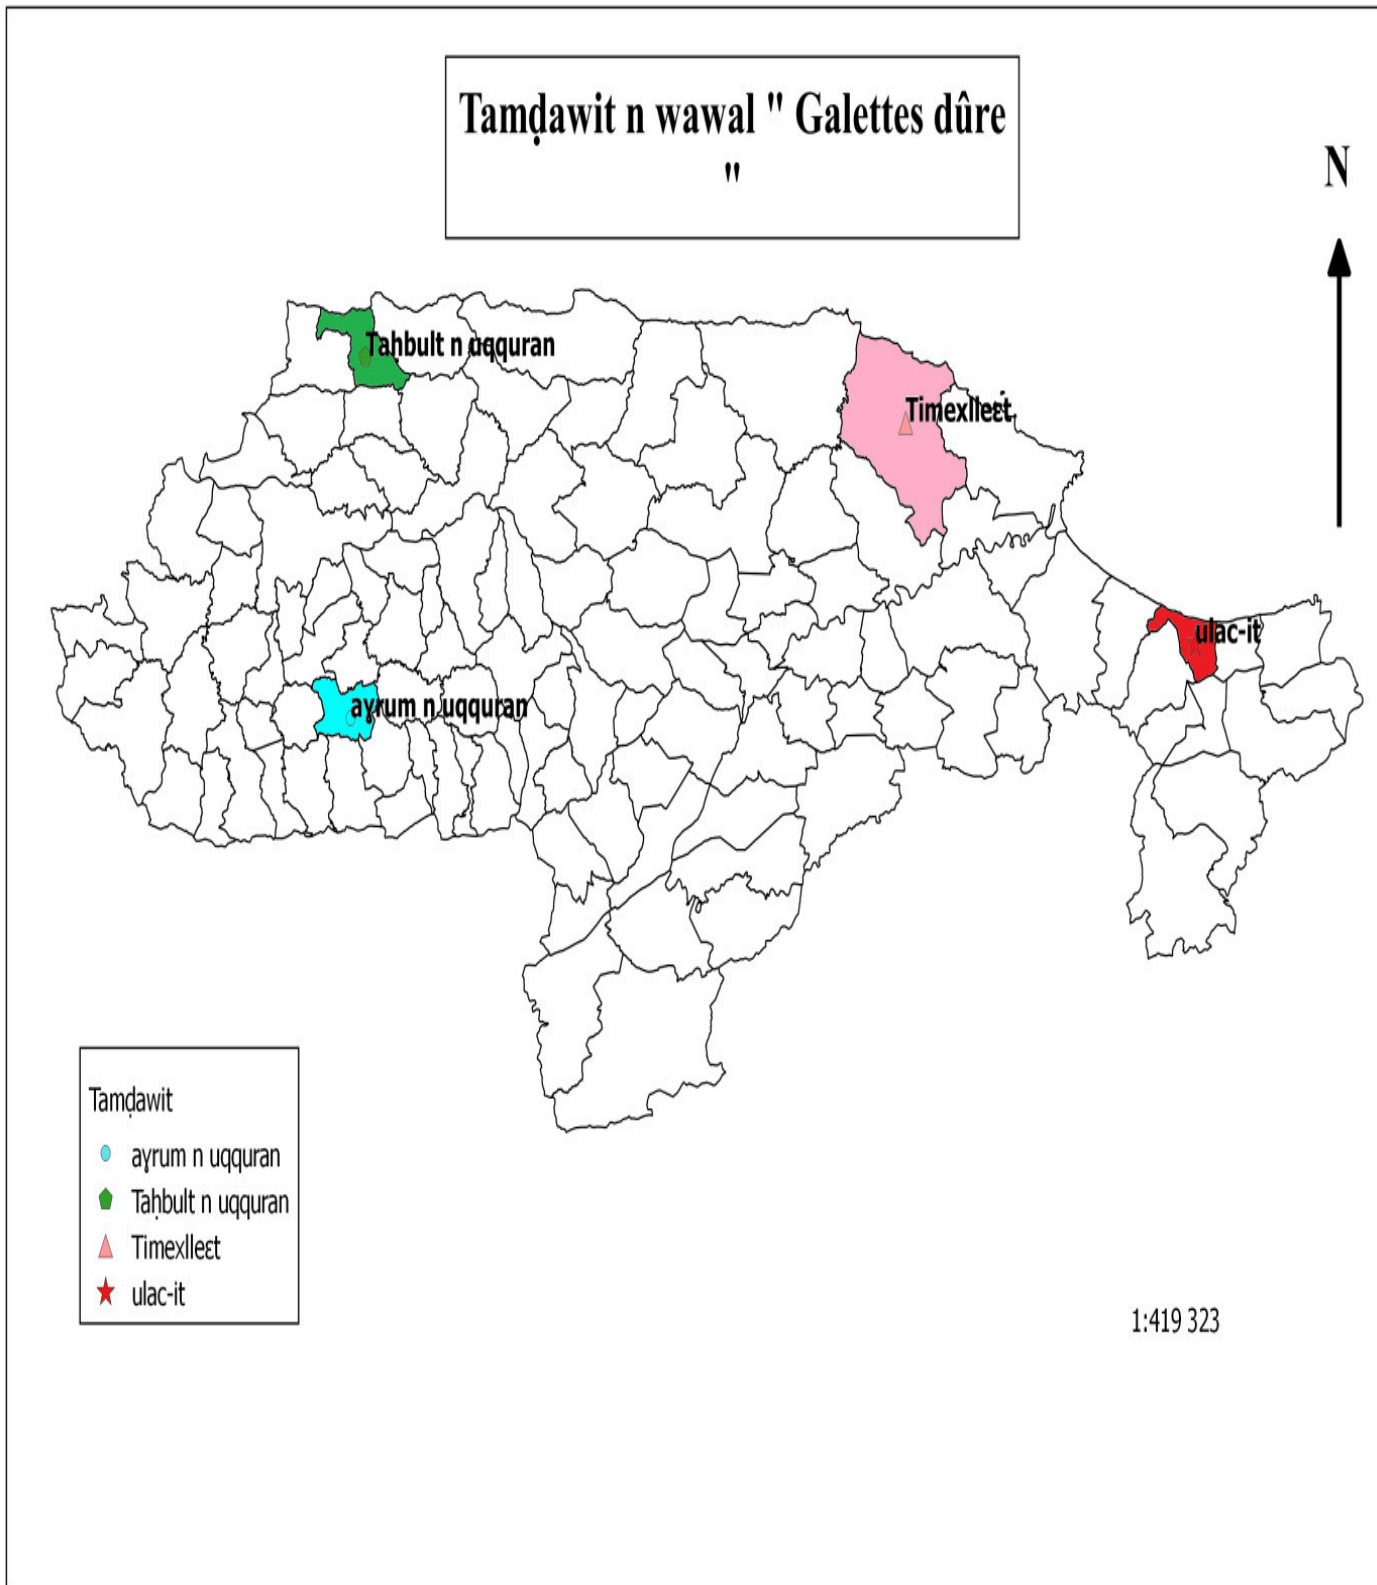 Tamḍawit n wawal " Galettes dûre
"
N
Taḥbult n uqquran
Timexlleɛt
ulac-it
aɣrum n uqquran
Tamḍawit
aɣrum n uqquran
Taḥbult n uqquran
Timexlleɛt
ulac-it
1:419 323